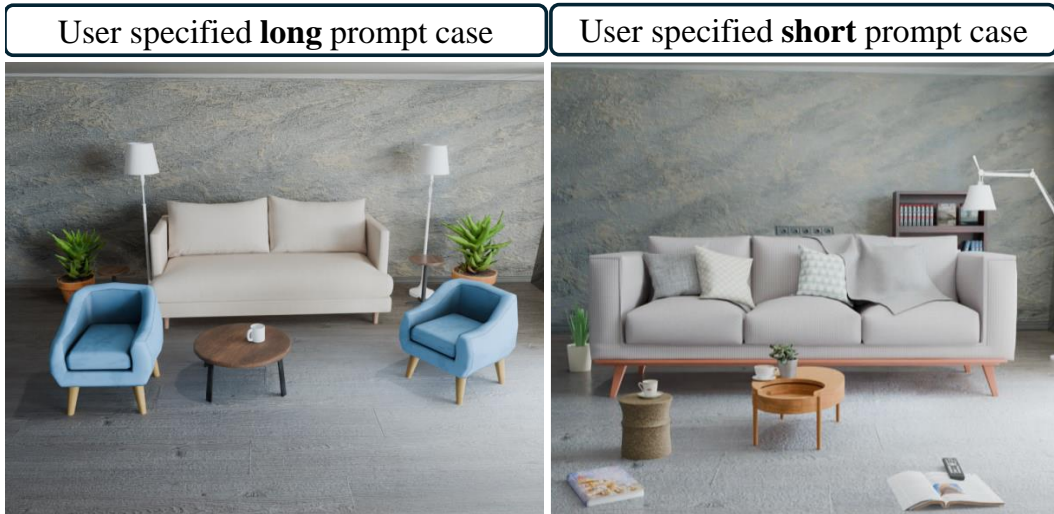 User specified long prompt case
User specified short prompt case